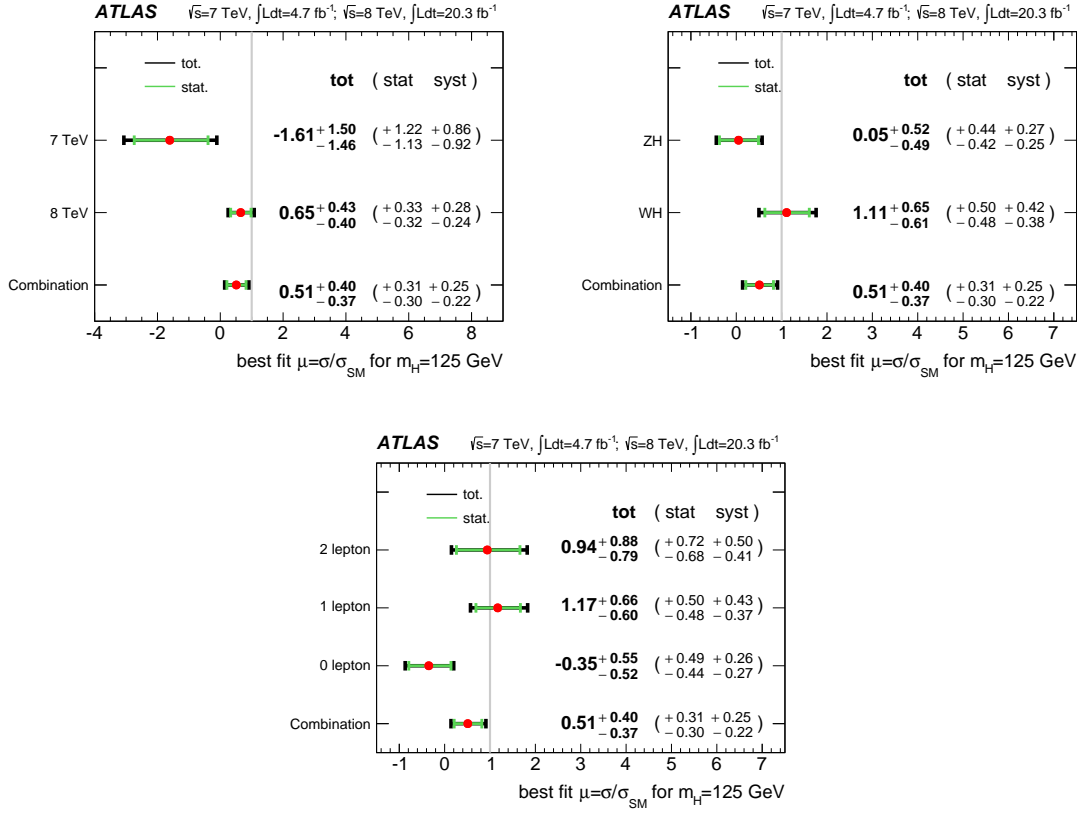 ATLAS √s=7 TeV, ∫Ldt=4.7 fb⁻¹; √s=8 TeV, ∫Ldt=20.3 fb⁻¹
tot.
stat.
tot ( stat syst )
7 TeV -1.61 + 1.50 − 1.46 ( + 1.22 − 1.13 + 0.86 − 0.92 )
8 TeV 0.65 + 0.43 − 0.40 ( + 0.33 − 0.32 + 0.28 − 0.24 )
Combination 0.51 + 0.40 − 0.37 ( + 0.31 − 0.30 + 0.25 − 0.22 )
-4 -2 0 2 4 6 8
best fit μ=σ/σ_SM for m_H=125 GeV
ATLAS √s=7 TeV, ∫Ldt=4.7 fb⁻¹; √s=8 TeV, ∫Ldt=20.3 fb⁻¹
tot.
stat.
tot ( stat syst )
ZH 0.05 + 0.52 − 0.49 ( + 0.44 − 0.42 + 0.27 − 0.25 )
WH 1.11 + 0.65 − 0.61 ( + 0.50 − 0.48 + 0.42 − 0.38 )
Combination 0.51 + 0.40 − 0.37 ( + 0.31 − 0.30 + 0.25 − 0.22 )
-1 0 1 2 3 4 5 6 7
best fit μ=σ/σ_SM for m_H=125 GeV
ATLAS √s=7 TeV, ∫Ldt=4.7 fb⁻¹; √s=8 TeV, ∫Ldt=20.3 fb⁻¹
tot.
stat.
tot ( stat syst )
2 lepton 0.94 + 0.88 − 0.79 ( + 0.72 − 0.68 + 0.50 − 0.41 )
1 lepton 1.17 + 0.66 − 0.60 ( + 0.50 − 0.48 + 0.43 − 0.37 )
0 lepton -0.35 + 0.55 − 0.52 ( + 0.49 − 0.44 + 0.26 − 0.27 )
Combination 0.51 + 0.40 − 0.37 ( + 0.31 − 0.30 + 0.25 − 0.22 )
-1 0 1 2 3 4 5 6 7
best fit μ=σ/σ_SM for m_H=125 GeV